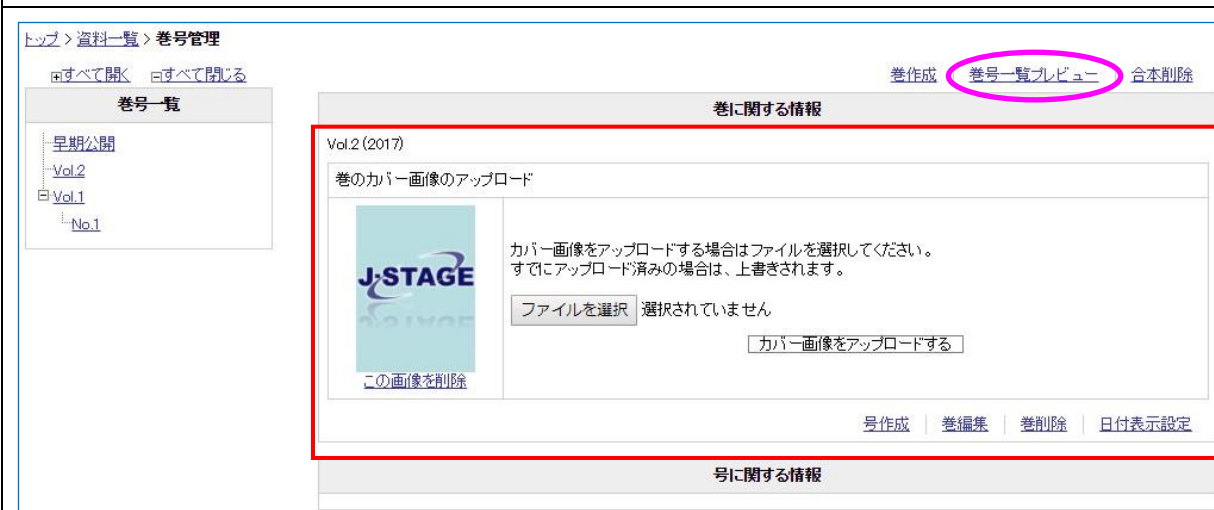 トップ > 資料一覧 > 巻号管理
すべて開く すべて閉じる
巻作成 巻号一覧プレビュー 合本削除
巻号一覧
早期公開
Vol.2
Vol.1
No.1
巻に関する情報
Vol.2 (2017)
巻のカバー画像のアップロード
J-STAGE
この画像を削除
カバー画像をアップロードする場合はファイルを選択してください。
すでにアップロード済みの場合は、上書きされます。
ファイルを選択 選択されていません
カバー画像をアップロードする
号作成 | 巻編集 | 巻削除 | 日付表示設定
号に関する情報